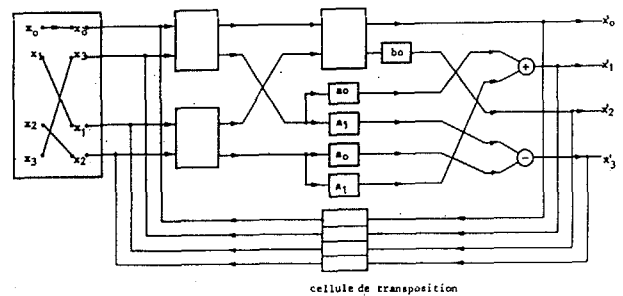 x₀ x₀ x'₀
x₁ x₃ bo
ao + x'₁
a₁ x'₂
x₂ x₁
x₃ x₂ ao − x'₃
a₁
cellule de transposition